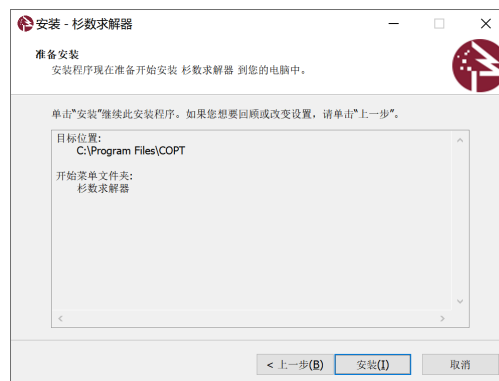 安装 - 杉数求解器
准备安装
安装程序现在准备开始安装 杉数求解器 到您的电脑中。
单击“安装”继续此安装程序。如果您想要回顾或改变设置，请单击“上一步”。
目标位置:
C:\Program Files\COPT
开始菜单文件夹:
杉数求解器
< 上一步(B)
安装(I)
取消